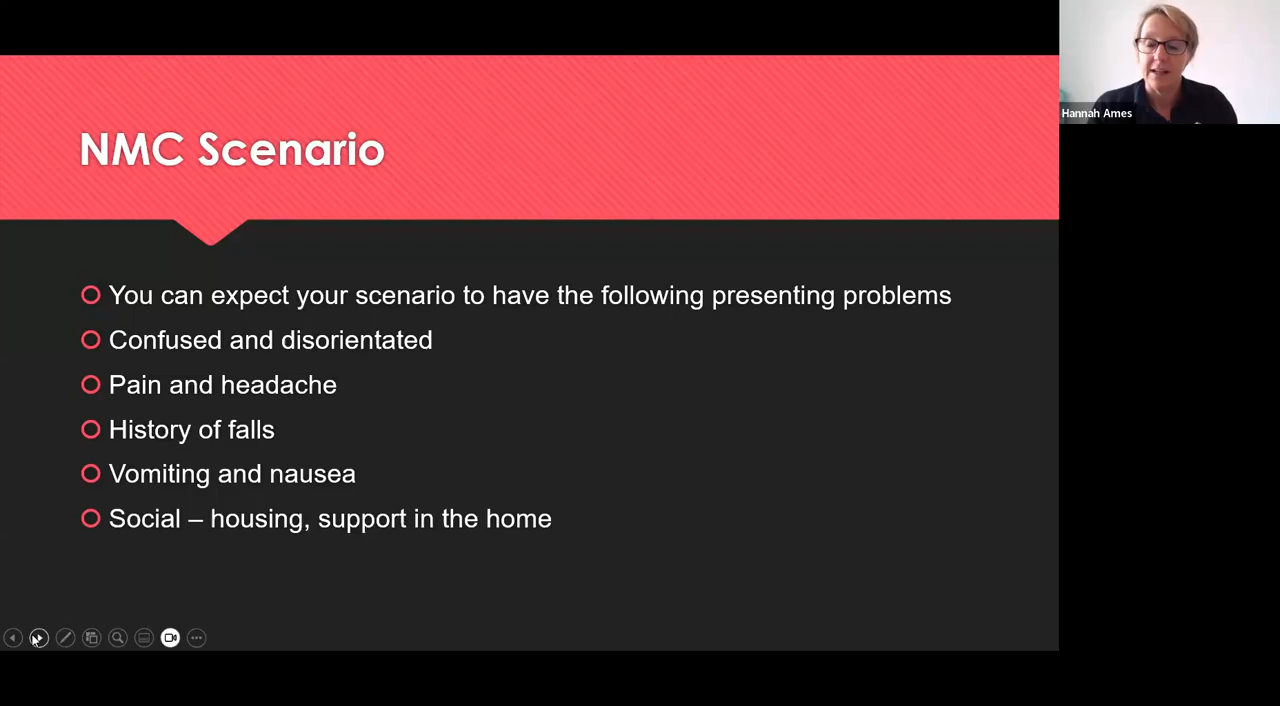 NMC Scenario
You can expect your scenario to have the following presenting problems
Confused and disorientated
Pain and headache
History of falls
Vomiting and nausea
Social – housing, support in the home
Hannah Ames